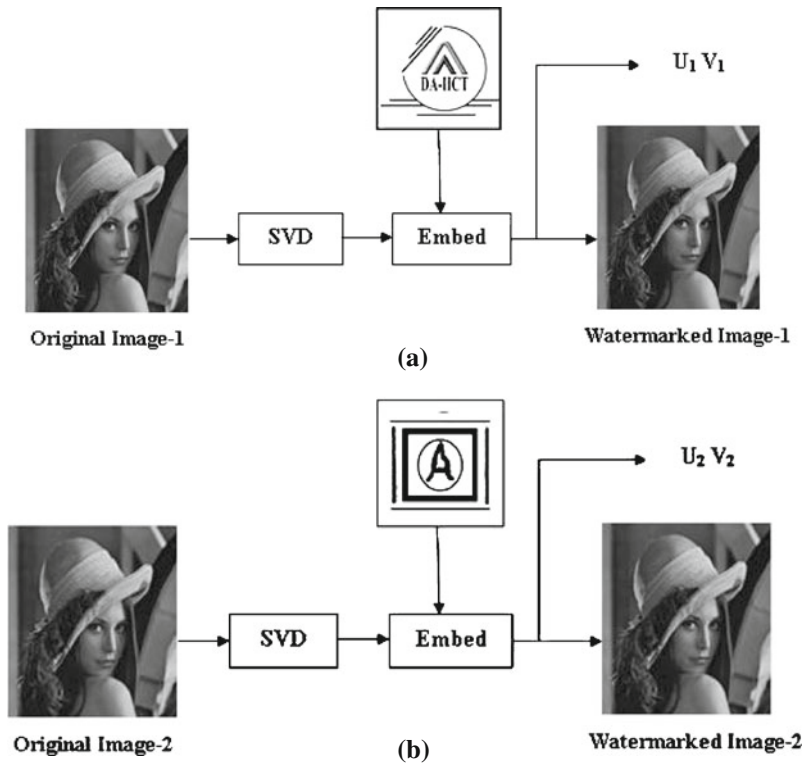 DA-IICT
U₁ V₁
SVD
Embed
Original Image-1
Watermarked Image-1
(a)
A
U₂ V₂
SVD
Embed
Original Image-2
Watermarked Image-2
(b)